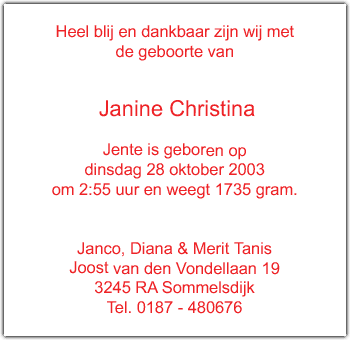 Heel blij en dankbaar zijn wij met
de geboorte van
Janine Christina
Jente is geboren op
dinsdag 28 oktober 2003
om 2:55 uur en weegt 1735 gram.
Janco, Diana & Merit Tanis
Joost van den Vondellaan 19
3245 RA Sommelsdijk
Tel. 0187 - 480676